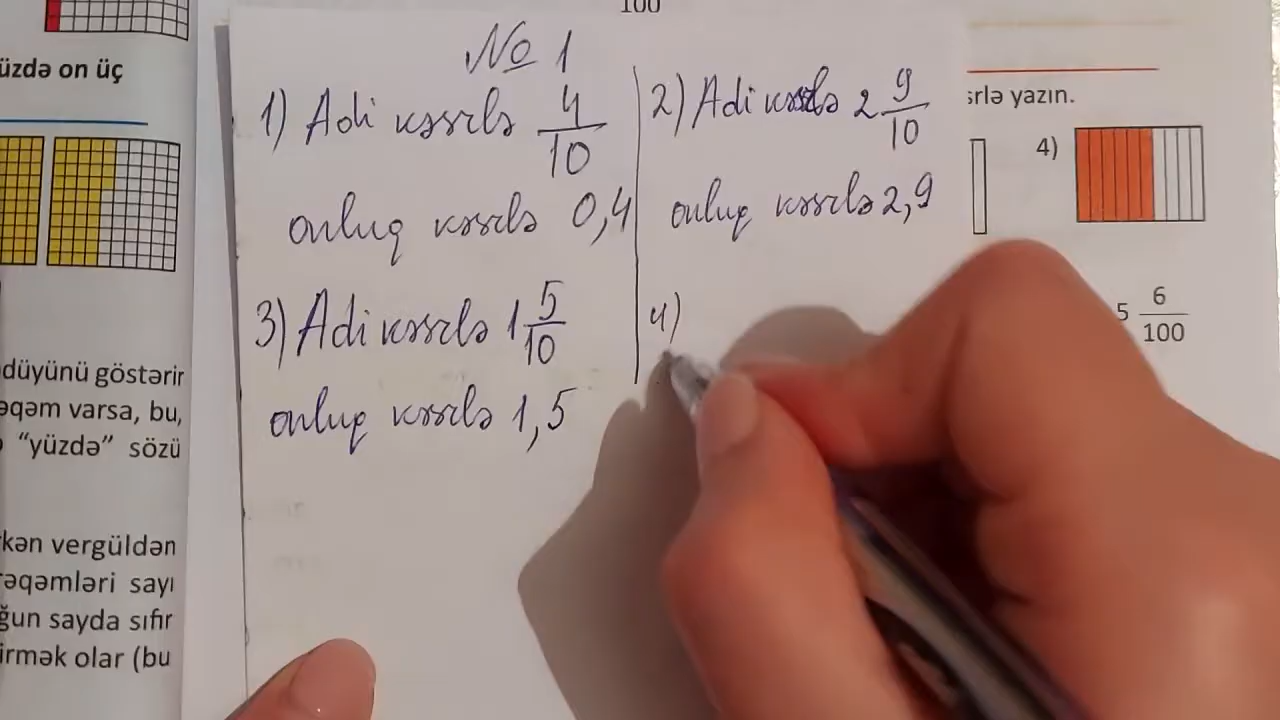 100
üzdə on üç
№ 1
1) Adi kəsrlə 4/10
onluq kəsrlə 0,4
2) Adi kəsrlə 2 9/10
onluq kəsrlə 2,9
3) Adi kəsrlə 1 5/10
onluq kəsrlə 1,5
4)
srlə yazın.
4)
5 6/100
düyünü göstərir
əqəm varsa, bu,
“yüzdə” sözü
kən vergüldən
rəqəmləri sayı
ğun sayda sıfır
irmək olar (bu